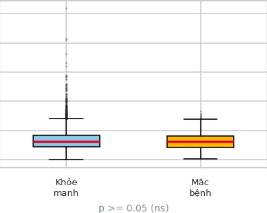 Khỏe Mắc
mạnh bệnh
p >= 0.05 (ns)